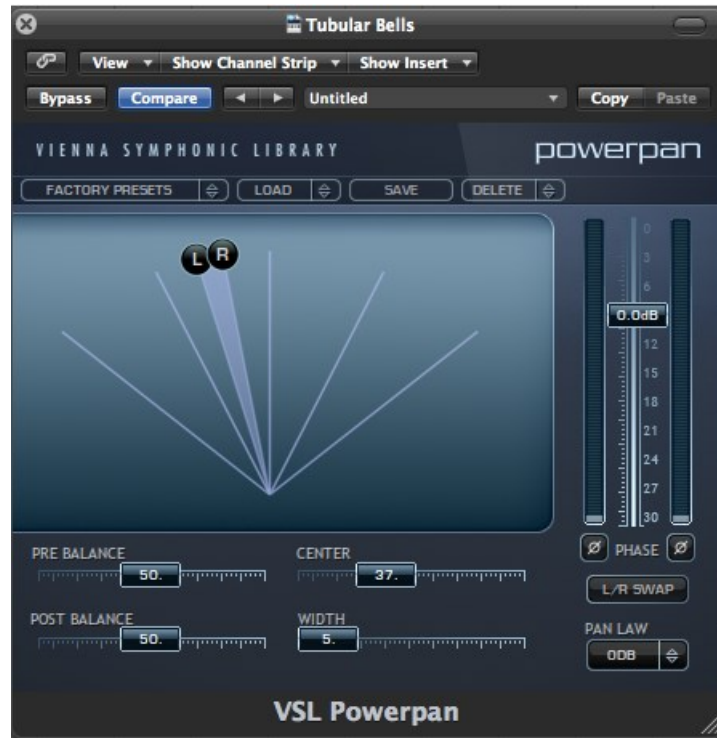 Tubular Bells
View Show Channel Strip Show Insert
Bypass Compare Untitled Copy Paste
VIENNA SYMPHONIC LIBRARY powerpan
FACTORY PRESETS LOAD SAVE DELETE
L R
0
3
6
0.0dB
12
15
18
21
24
27
30
PRE BALANCE 50. CENTER 37.
Ø PHASE Ø
L/R SWAP
POST BALANCE 50. WIDTH 5.
PAN LAW
0DB
VSL Powerpan